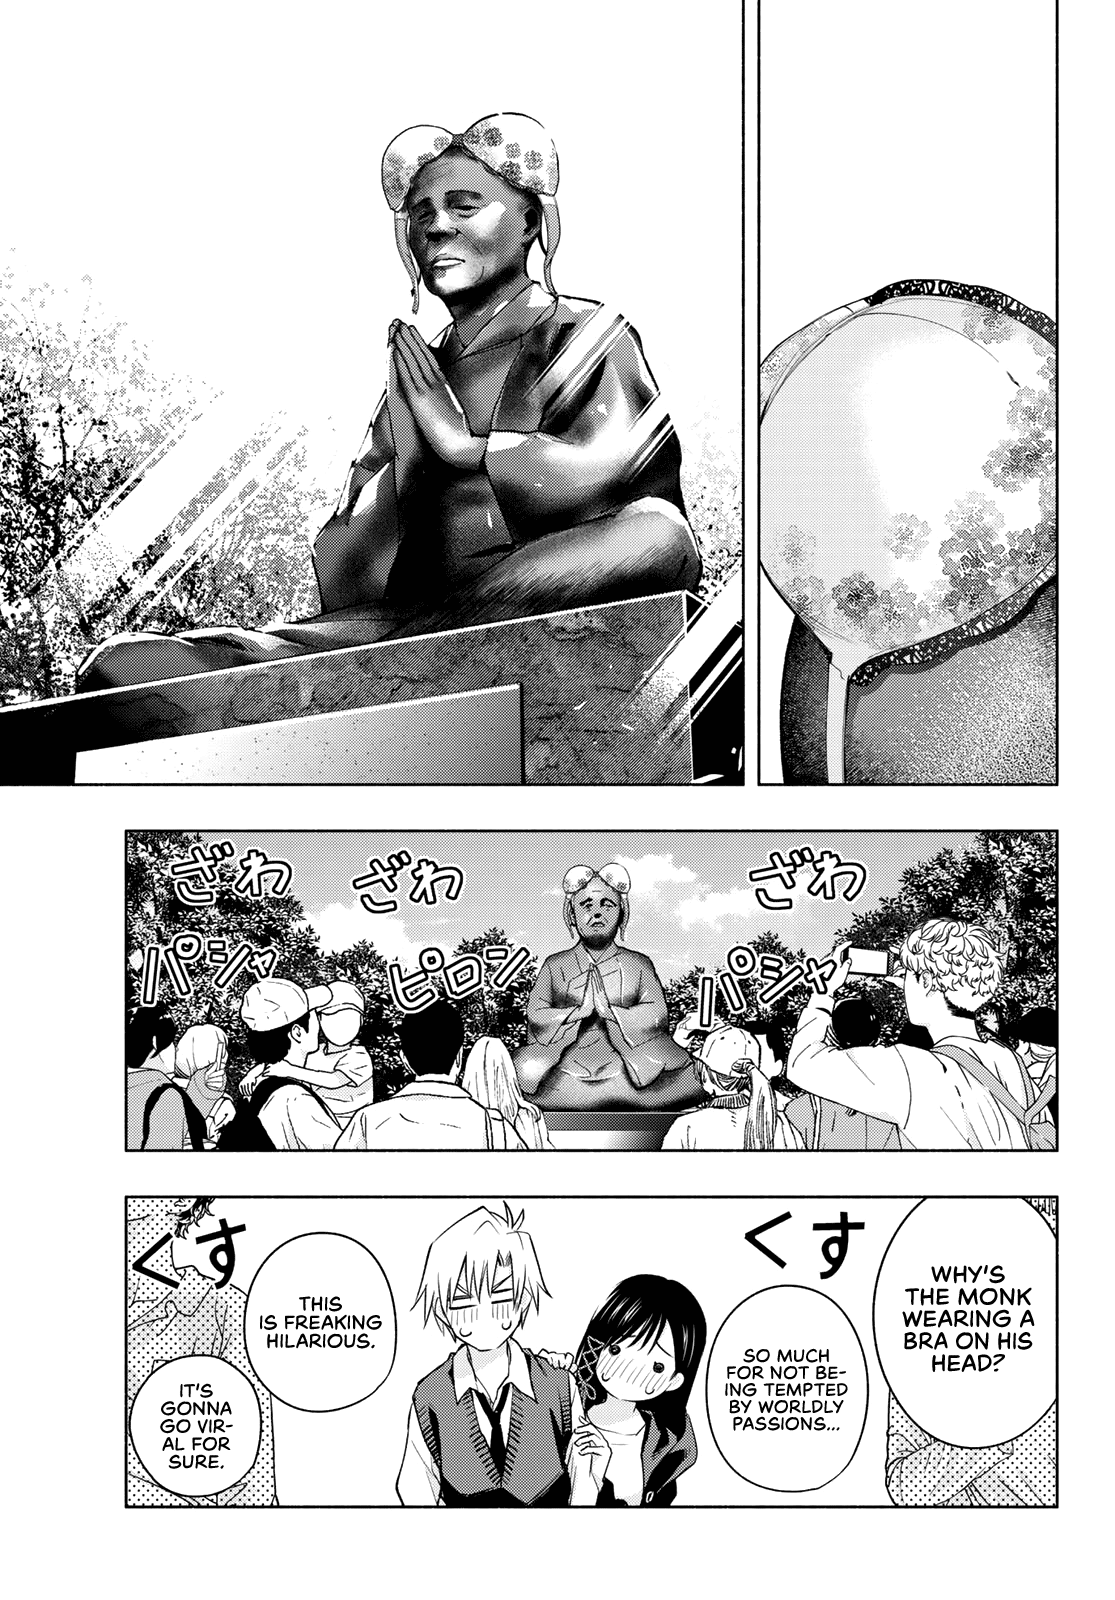 ざわ
ざわ
ざわ
パシャ
ピロン
パシャ
WHY'S
THE MONK
WEARING A
BRA ON HIS
HEAD?
くす
SO MUCH
FOR NOT BE-
ING TEMPTED
BY WORLDLY
PASSIONS...
THIS
IS FREAKING
HILARIOUS.
くす
IT'S
GONNA
GO VIR-
AL FOR
SURE.